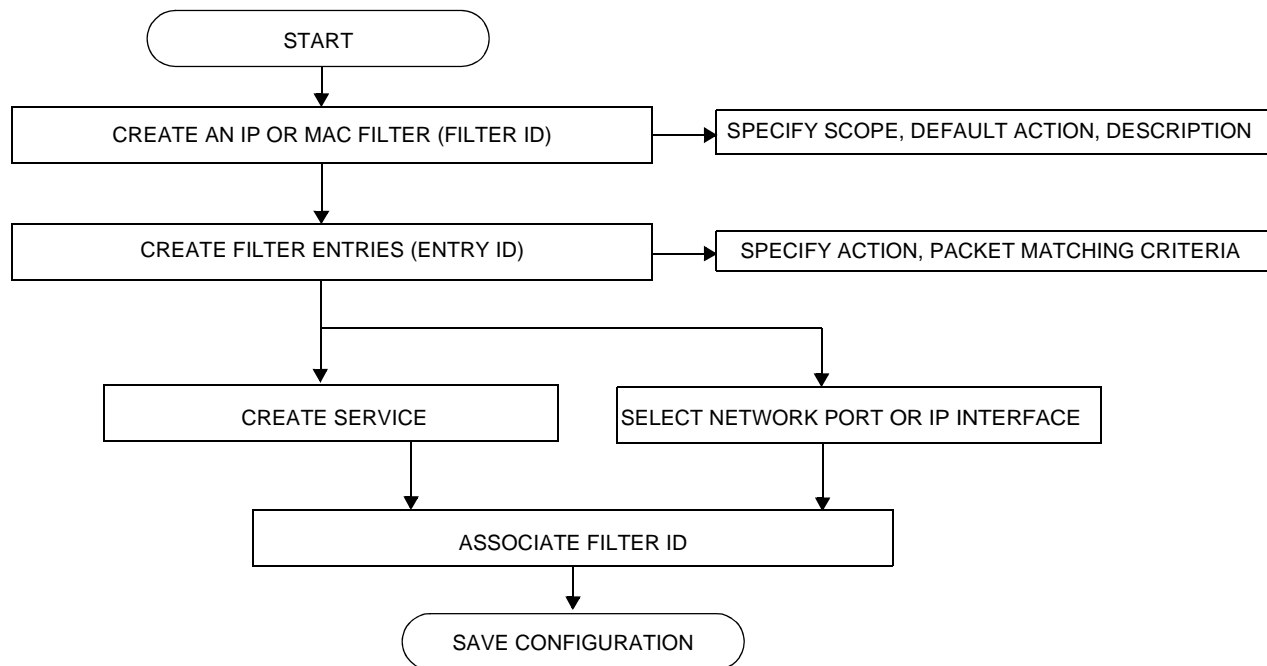 START
CREATE AN IP OR MAC FILTER (FILTER ID)
SPECIFY SCOPE, DEFAULT ACTION, DESCRIPTION
CREATE FILTER ENTRIES (ENTRY ID)
SPECIFY ACTION, PACKET MATCHING CRITERIA
CREATE SERVICE
SELECT NETWORK PORT OR IP INTERFACE
ASSOCIATE FILTER ID
SAVE CONFIGURATION